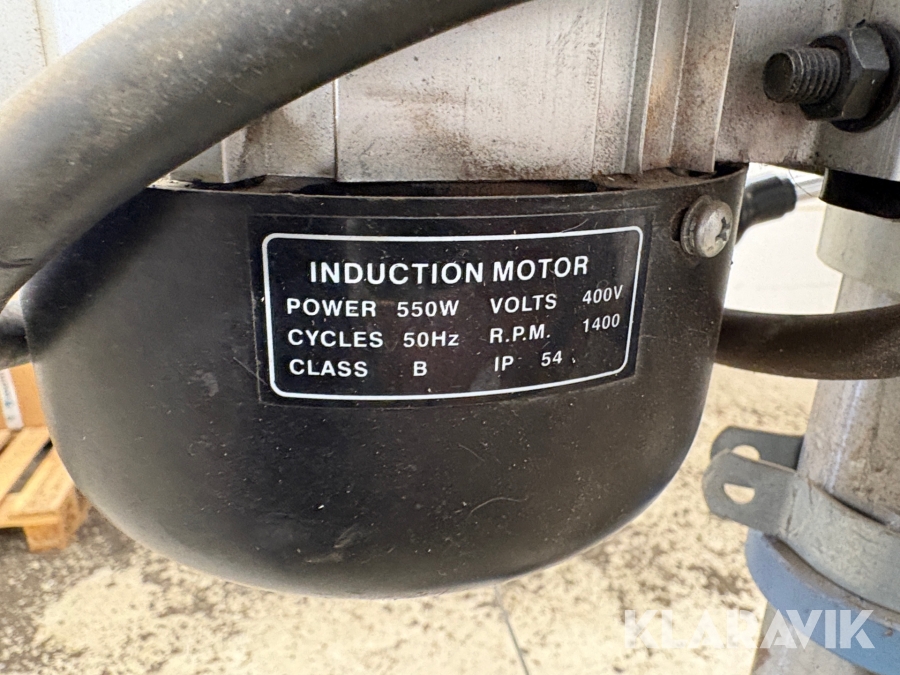 INDUCTION MOTOR
POWER 550W VOLTS 400V
CYCLES 50Hz R.P.M. 1400
CLASS B IP 54
KLARAVIK